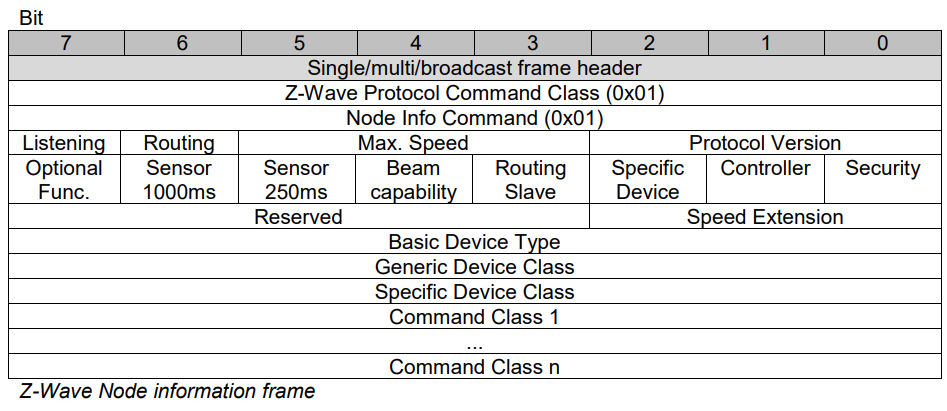 Bit
7 6 5 4 3 2 1 0
Single/multi/broadcast frame header
Z-Wave Protocol Command Class (0x01)
Node Info Command (0x01)
Listening Routing Max. Speed Protocol Version
Optional Sensor Sensor Beam Routing Specific Controller Security
Func. 1000ms 250ms capability Slave Device
Reserved Speed Extension
Basic Device Type
Generic Device Class
Specific Device Class
Command Class 1
...
Command Class n
Z-Wave Node information frame